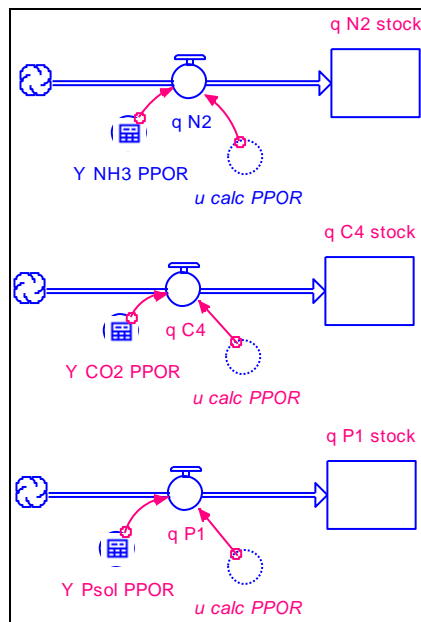 q N2 stock
q N2
Y NH3 PPOR
u calc PPOR
q C4 stock
q C4
Y CO2 PPOR
u calc PPOR
q P1 stock
q P1
Y Psol PPOR
u calc PPOR